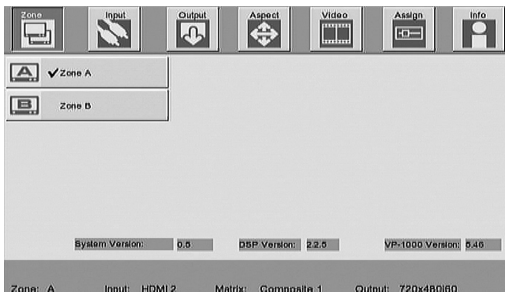 Zone Input Output Aspect Video Assign Info
A ✓ Zone A
B Zone B
System Version: 0.5 DSP Version: 2.2.5 VP-1000 Version: 5.46
Zone: A Input: HDMI 2 Matrix: Composite 1 Output: 720x480i60